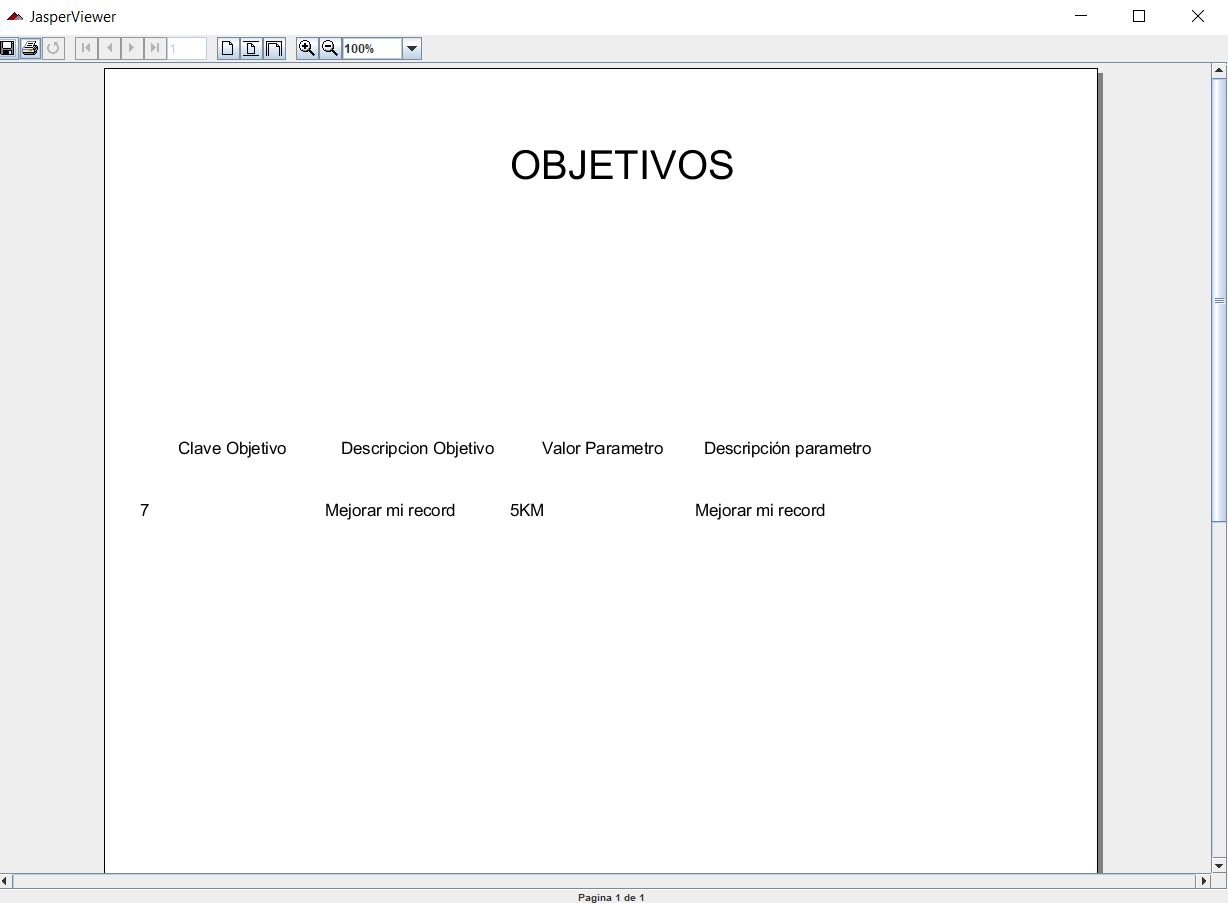 JasperViewer
1 100%
OBJETIVOS
Clave Objetivo Descripcion Objetivo Valor Parametro Descripción parametro
7 Mejorar mi record 5KM Mejorar mi record
Pagina 1 de 1